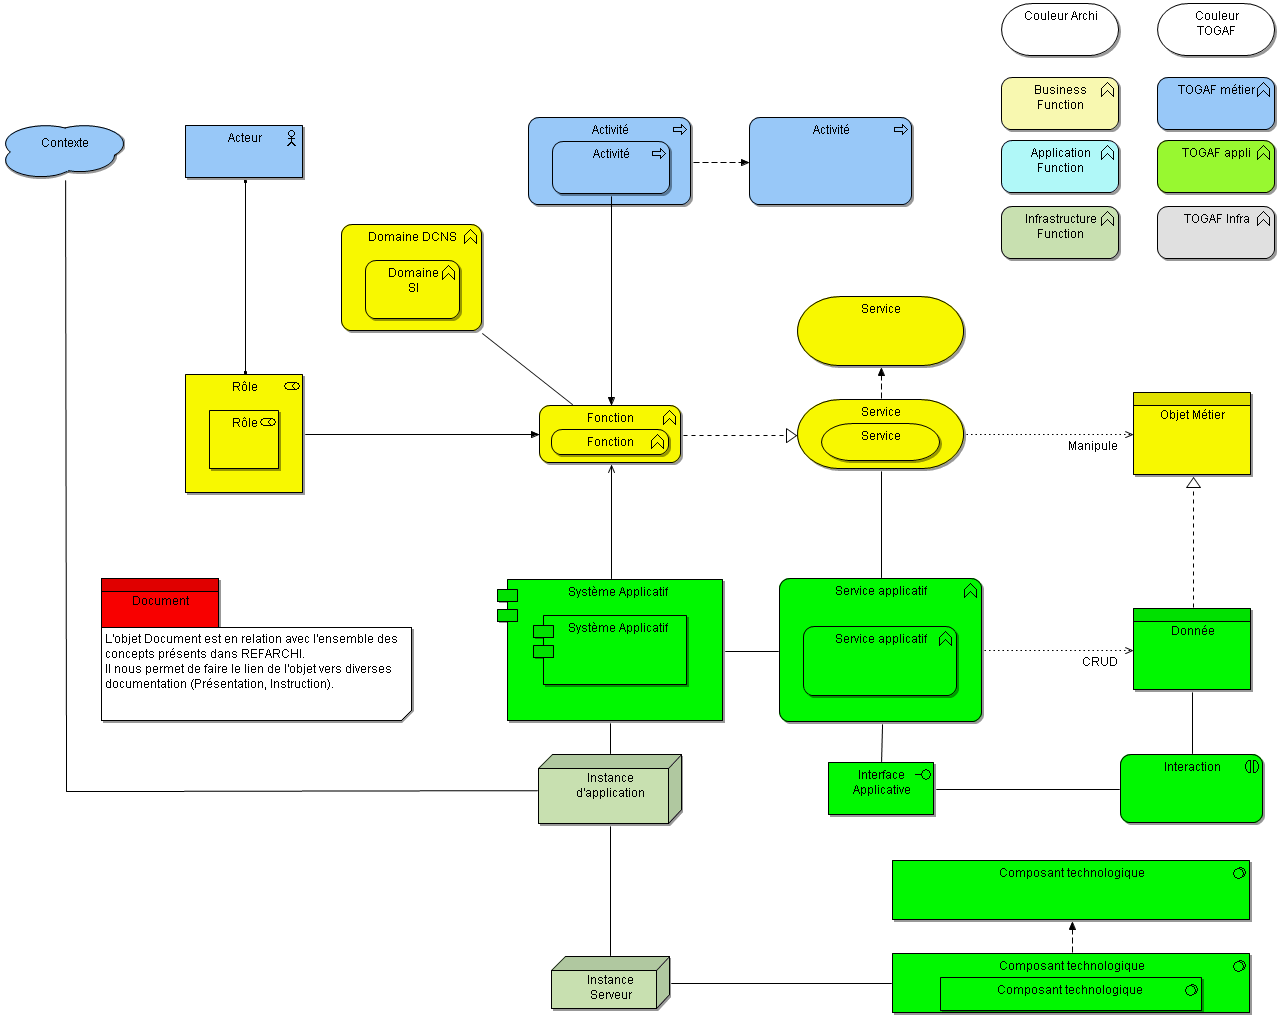 Couleur Archi
Couleur
TOGAF
Business
Function
TOGAF métier
Application
Function
TOGAF appli
Infrastructure
Function
TOGAF Infra
Contexte
Acteur
Activité
Activité
Activité
Domaine DCNS
Domaine
SI
Service
Rôle
Rôle
Fonction
Fonction
Service
Service
Objet Métier
Manipule
Document
L'objet Document est en relation avec l'ensemble des
concepts présents dans REFARCHI.
Il nous permet de faire le lien de l'objet vers diverses
documentation (Présentation, Instruction).
Système Applicatif
Système Applicatif
Service applicatif
Service applicatif
Donnée
CRUD
Instance
d'application
Interface
Applicative
Interaction
Composant technologique
Instance
Serveur
Composant technologique
Composant technologique